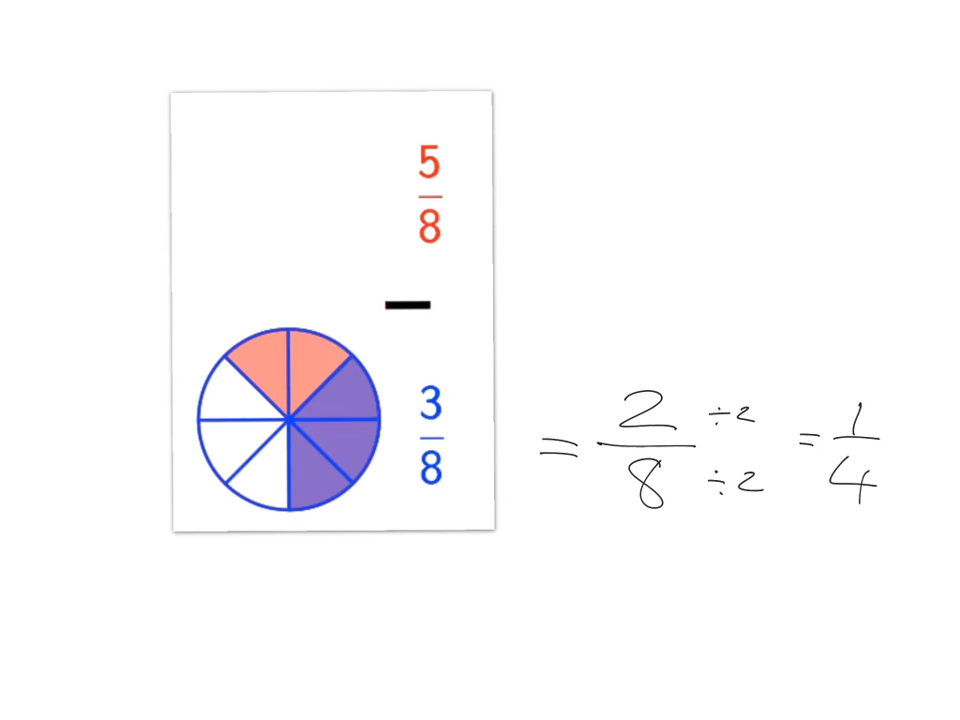 5/8
−
3/8
= 2/8 ÷2 ÷2 = 1/4